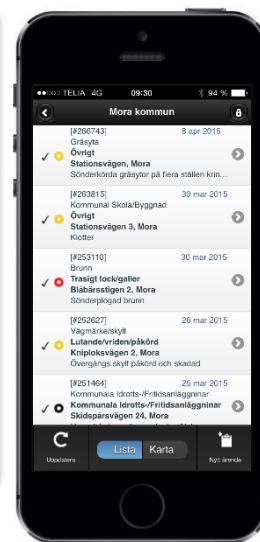 TELIA 4G 09:30 94 %
Mora kommun
[#266743] 8 apr 2015
Gräsyta
Övrigt
Stationsvägen, Mora
Sönderkörda gräsytor på flera ställen krin...
[#263815] 30 mar 2015
Kommunal Skola/Byggnad
Övrigt
Stationsvägen 3, Mora
Klotter
[#253110] 30 mar 2015
Brunn
Trasigt lock/galler
Blåbärsstigen 2, Mora
Sönderplogad brunn
[#252627] 26 mar 2015
Vägmärke/skylt
Lutande/vriden/påkörd
Kniploksvägen 2, Mora
Övergångs skylt påkörd och skadad
[#251464] 25 mar 2015
Kommunala Idrotts-/Fritidsanläggninar
Kommunala Idrotts-/Fritidsanläggninar
Skidspårsvägen 24, Mora
Uppdatera Lista Karta Nytt ärende